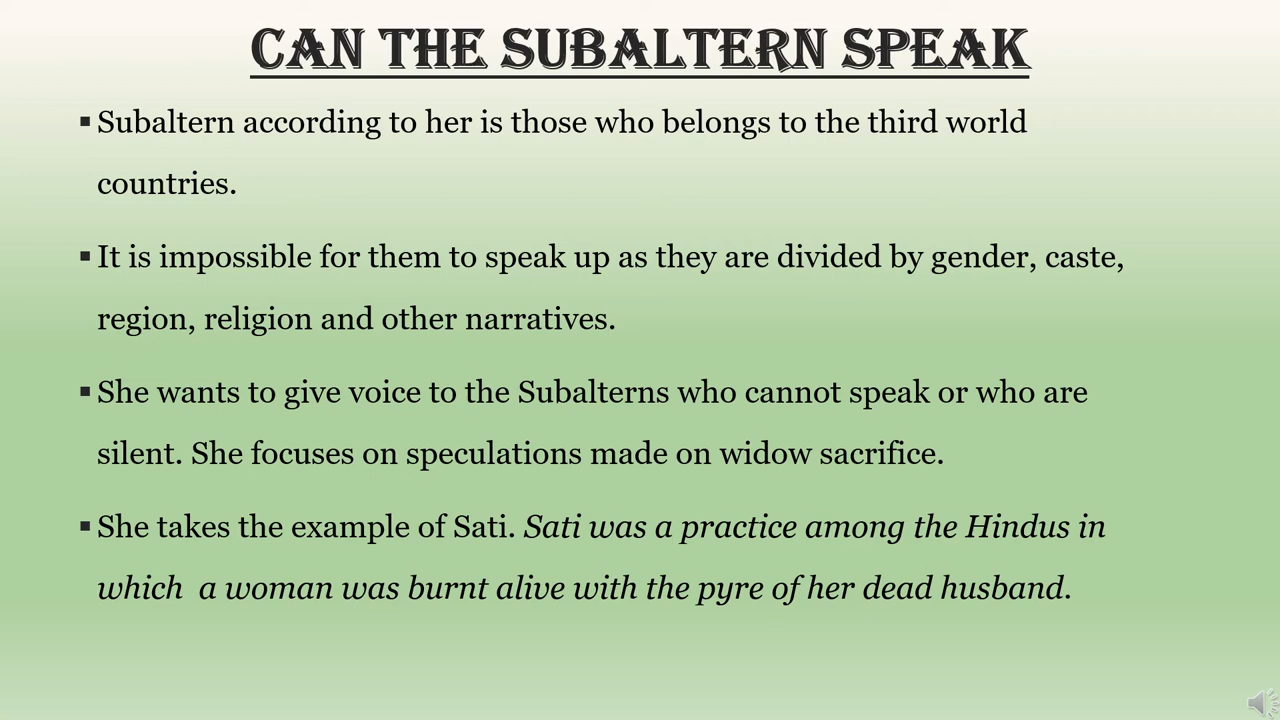 CAN THE SUBALTERN SPEAK
▪ Subaltern according to her is those who belongs to the third world
countries.
▪ It is impossible for them to speak up as they are divided by gender, caste,
region, religion and other narratives.
▪ She wants to give voice to the Subalterns who cannot speak or who are
silent. She focuses on speculations made on widow sacrifice.
▪ She takes the example of Sati. Sati was a practice among the Hindus in
which a woman was burnt alive with the pyre of her dead husband.